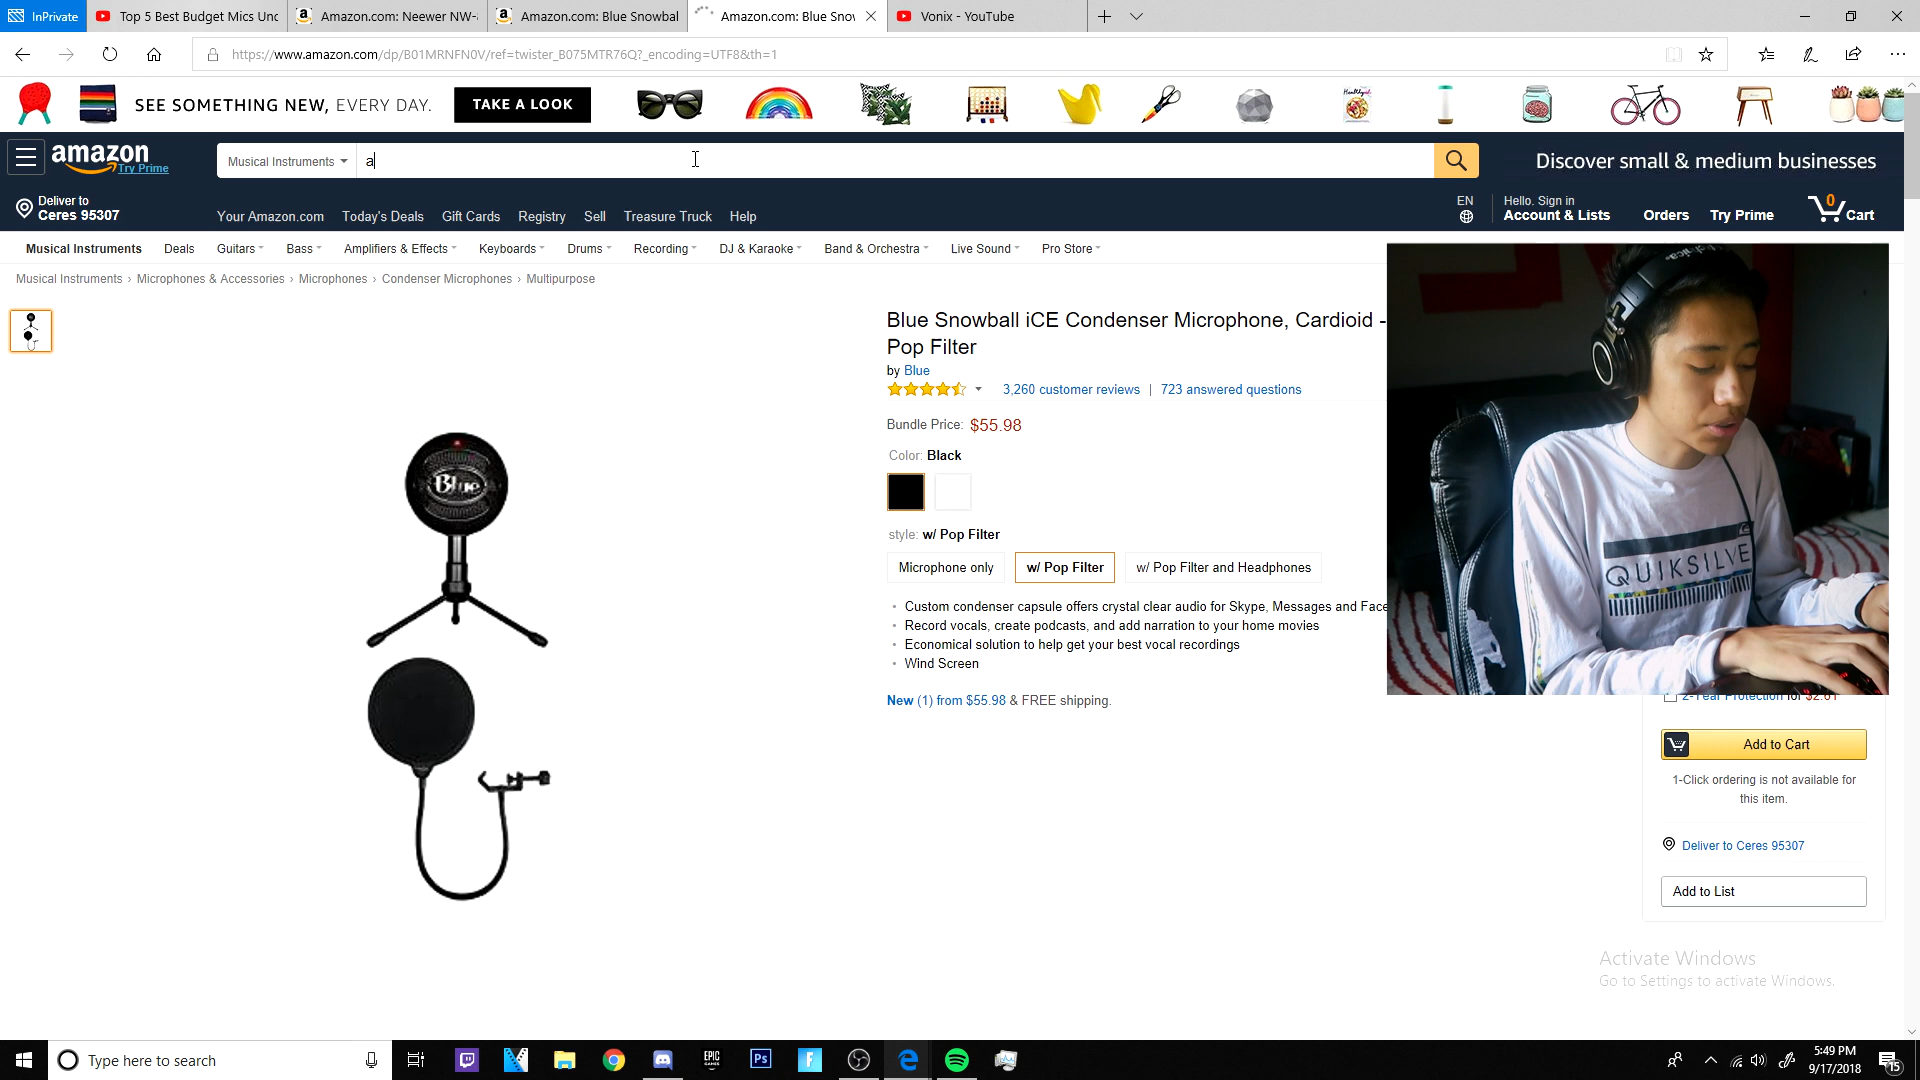 InPrivate
Top 5 Best Budget Mics Unc
Amazon.com: Neewer NW-
Amazon.com: Blue Snowbal
Amazon.com: Blue Snov
Vonix - YouTube
https://www.amazon.com/dp/B01MRNFN0V/ref=twister_B075MTR76Q?_encoding=UTF8&th=1
SEE SOMETHING NEW, EVERY DAY. TAKE A LOOK
amazon
Try Prime
Musical Instruments
a
Discover small & medium businesses
Deliver to
Ceres 95307
Your Amazon.com Today's Deals Gift Cards Registry Sell Treasure Truck Help
EN
Hello. Sign in
Account & Lists
Orders
Try Prime
0
Cart
Musical Instruments Deals Guitars Bass Amplifiers & Effects Keyboards Drums Recording DJ & Karaoke Band & Orchestra Live Sound Pro Store
Musical Instruments › Microphones & Accessories › Microphones › Condenser Microphones › Multipurpose
Blue Snowball iCE Condenser Microphone, Cardioid -
Pop Filter
by Blue
3,260 customer reviews | 723 answered questions
Bundle Price: $55.98
Color: Black
style: w/ Pop Filter
Microphone only
w/ Pop Filter
w/ Pop Filter and Headphones
Custom condenser capsule offers crystal clear audio for Skype, Messages and Face
Record vocals, create podcasts, and add narration to your home movies
Economical solution to help get your best vocal recordings
Wind Screen
New (1) from $55.98 & FREE shipping.
Blue
QUIKSILVE
2-Year Protection for $2.61
Add to Cart
1-Click ordering is not available for
this item.
Deliver to Ceres 95307
Add to List
Activate Windows
Go to Settings to activate Windows.
Type here to search
EPIC
GAMES
Ps
5:49 PM
9/17/2018
15